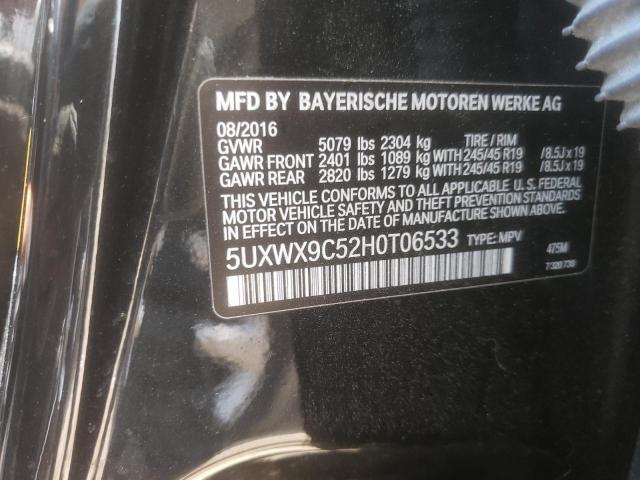 MFD BY BAYERISCHE MOTOREN WERKE AG
08/2016
GVWR 5079 lbs 2304 kg TIRE / RIM
GAWR FRONT 2401 lbs 1089 kg WITH 245/45 R19 /8.5J x 19
GAWR REAR 2820 lbs 1279 kg WITH 245/45 R19 /8.5J x 19
THIS VEHICLE CONFORMS TO ALL APPLICABLE U. S. FEDERAL
MOTOR VEHICLE SAFETY AND THEFT PREVENTION STANDARDS
IN EFFECT ON THE DATE OF MANUFACTURE SHOWN ABOVE.
5UXWX9C52H0T06533 TYPE: MPV 475M
7320730